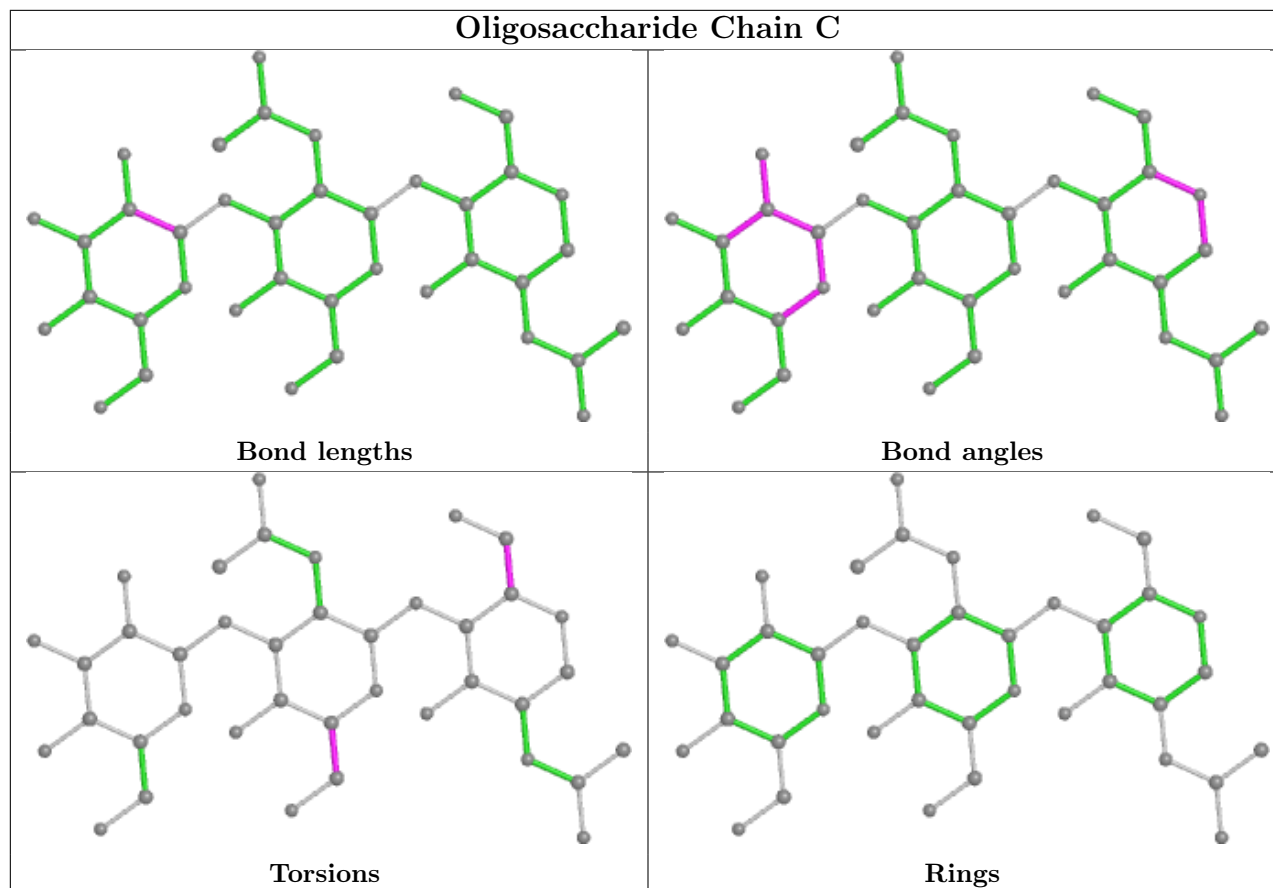 Oligosaccharide Chain C
Bond lengths
Bond angles
Torsions
Rings